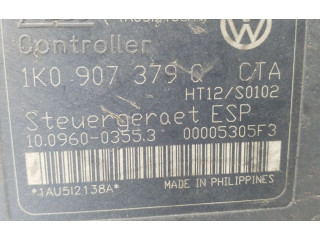 Controller
1K0 907 379 Q CTA
HT12/S0102
Steuergeraet ESP
10.0960-0355.3 00005305F3
*1AU5I2138A*
MADE IN PHILIPPINES